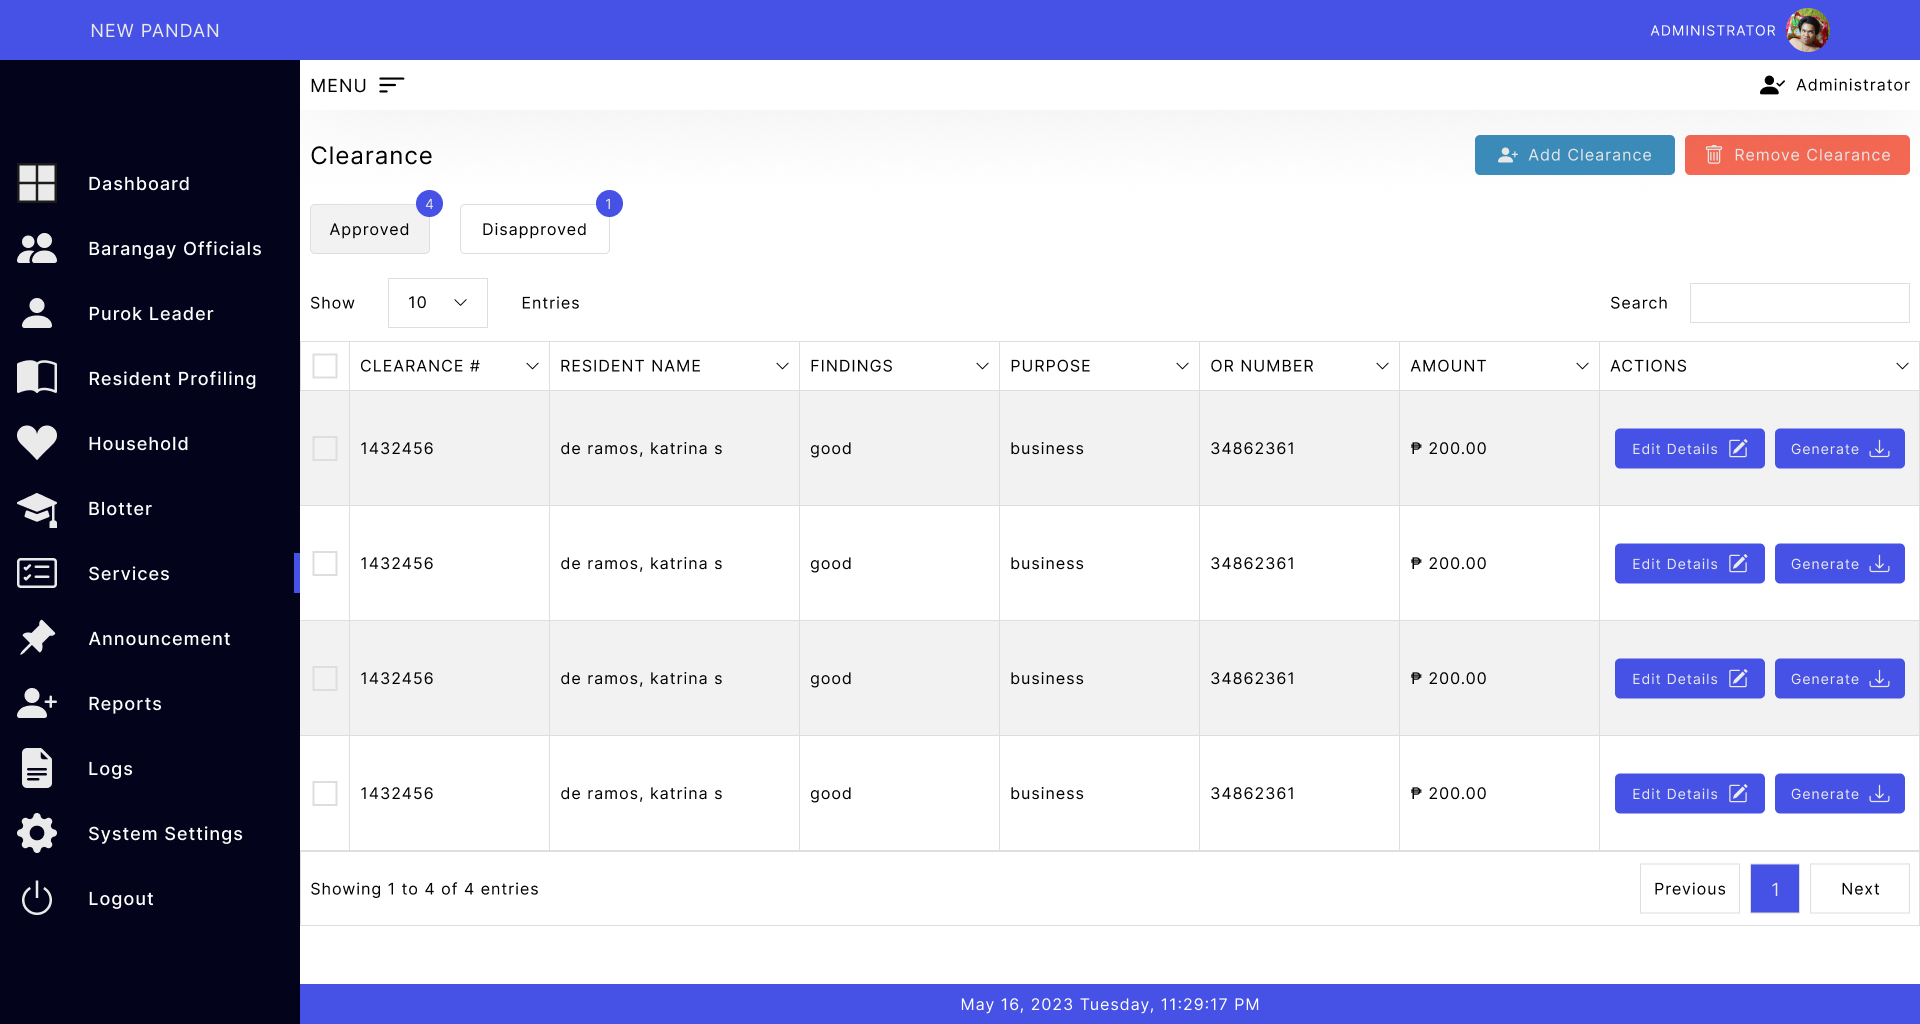 NEW PANDAN
ADMINISTRATOR
MENU
Administrator
Dashboard
Barangay Officials
Purok Leader
Resident Profiling
Household
Blotter
Services
Announcement
Reports
Logs
System Settings
Logout
Clearance
Add Clearance
Remove Clearance
Approved 4
Disapproved 1
Show 10 Entries
Search
CLEARANCE # RESIDENT NAME FINDINGS PURPOSE OR NUMBER AMOUNT ACTIONS
1432456 de ramos, katrina s good business 34862361 ₱ 200.00 Edit Details Generate
1432456 de ramos, katrina s good business 34862361 ₱ 200.00 Edit Details Generate
1432456 de ramos, katrina s good business 34862361 ₱ 200.00 Edit Details Generate
1432456 de ramos, katrina s good business 34862361 ₱ 200.00 Edit Details Generate
Showing 1 to 4 of 4 entries
Previous 1 Next
May 16, 2023 Tuesday, 11:29:17 PM